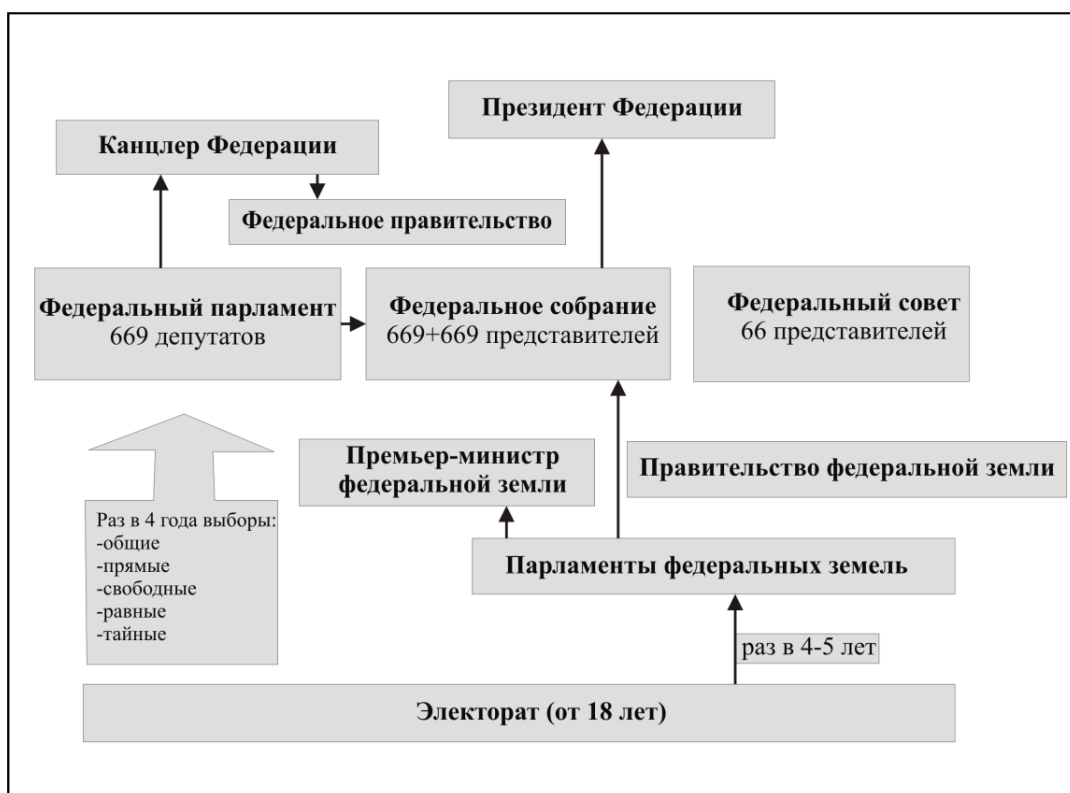 Президент Федерации
Канцлер Федерации
Федеральное правительство
Федеральный парламент
669 депутатов
Федеральное собрание
669+669 представителей
Федеральный совет
66 представителей
Премьер-министр
федеральной земли
Правительство федеральной земли
Раз в 4 года выборы:
-общие
-прямые
-свободные
-равные
-тайные
Парламенты федеральных земель
раз в 4-5 лет
Электорат (от 18 лет)